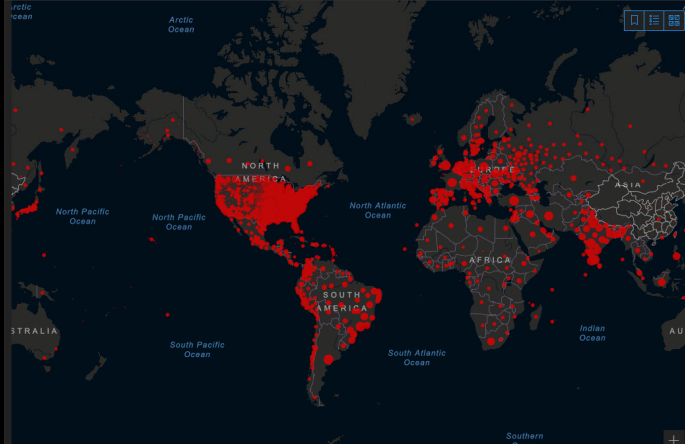 Arctic
Ocean
Arctic
Ocean
NORTH
AMERICA
EUROPE
ASIA
North Pacific
Ocean
North Pacific
Ocean
North Atlantic
Ocean
AFRICA
SOUTH
AMERICA
STRALIA
Indian
Ocean
AU
South Pacific
Ocean
South Atlantic
Ocean
Southern